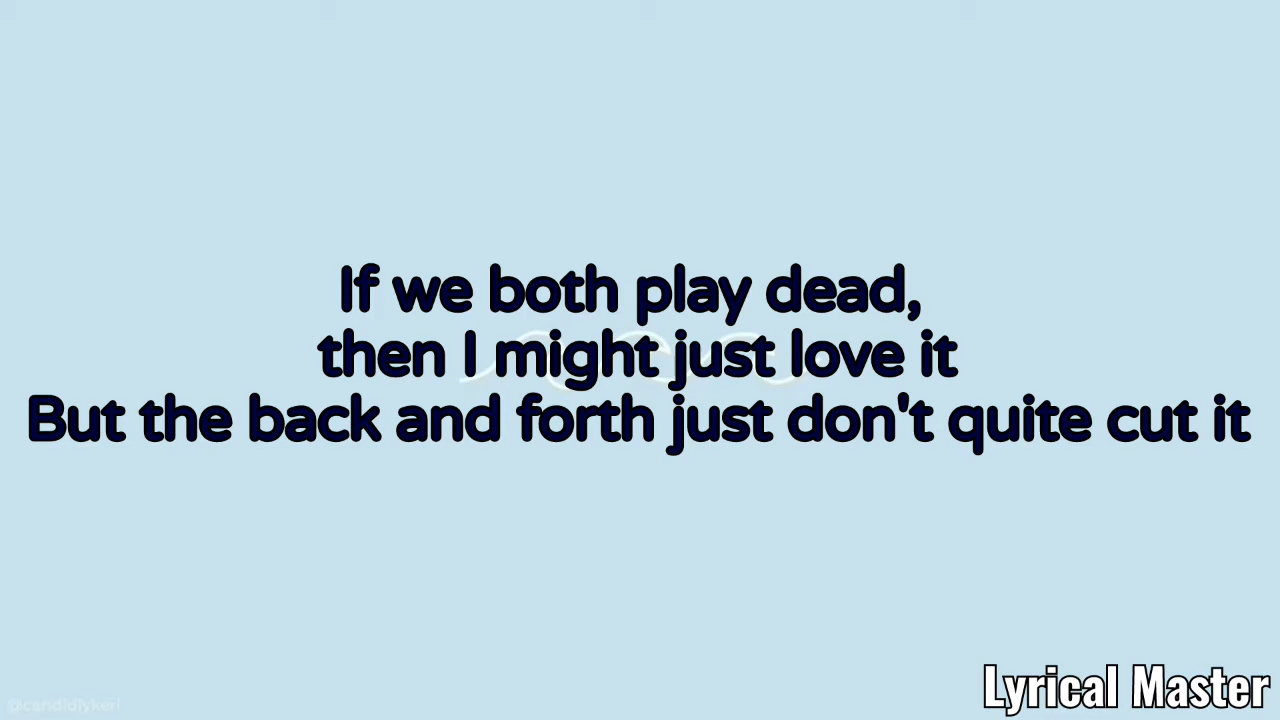 If we both play dead,
then I might just love it
But the back and forth just don't quite cut it
@candidlykeri
Lyrical Master